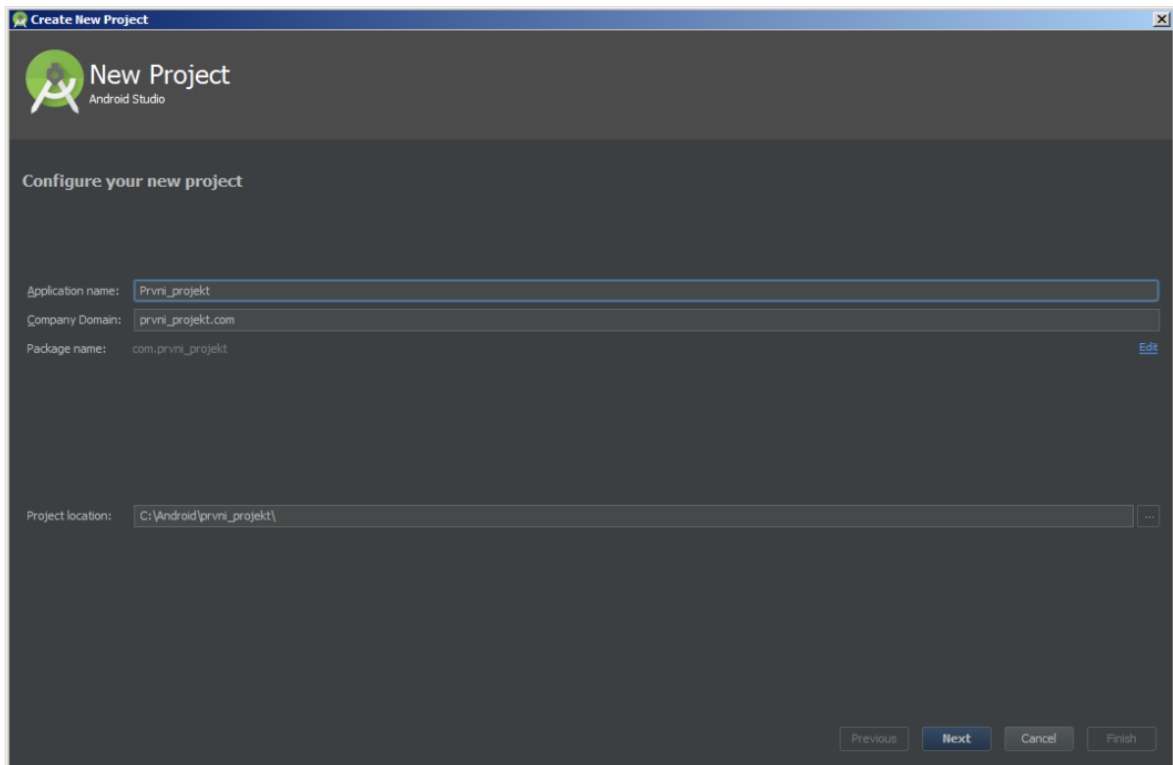 Create New Project
New Project
Android Studio
Configure your new project
Application name: Prvni_projekt
Company Domain: prvni_projekt.com
Package name: com.prvni_projekt Edit
Project location: C:\Android\prvni_projekt\ ...
Previous Next Cancel Finish